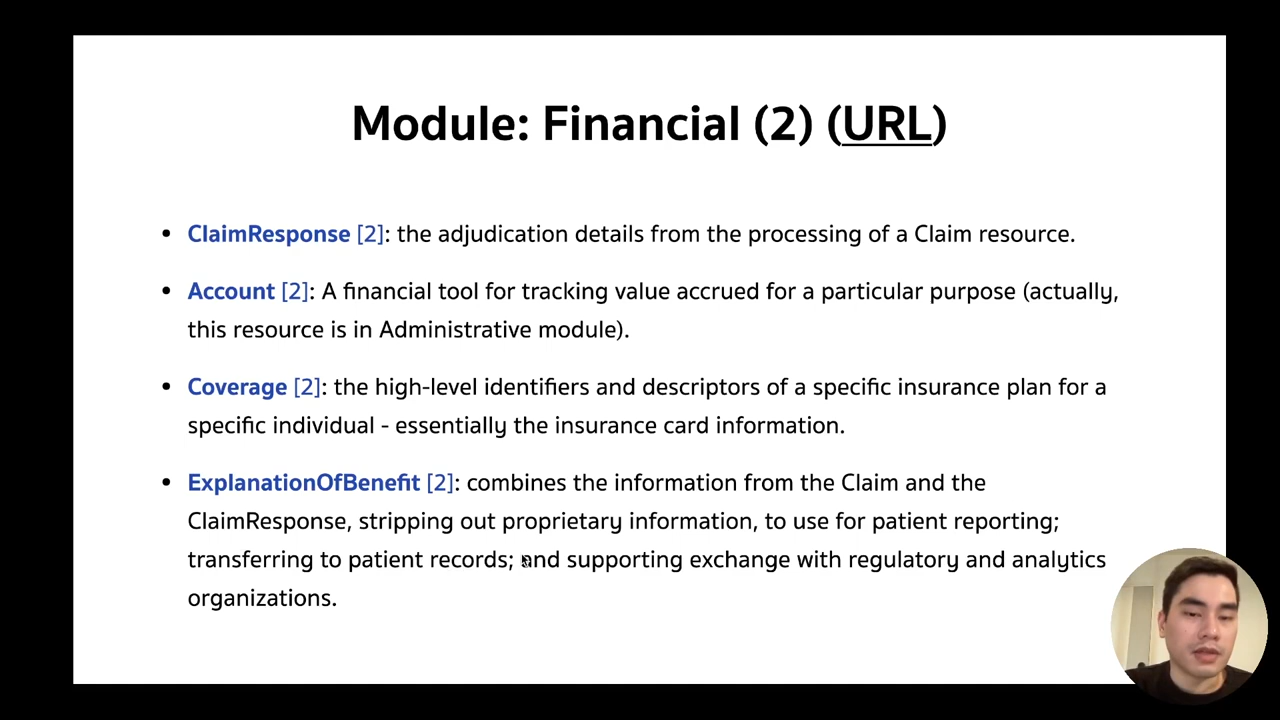 Module: Financial (2) (URL)
• ClaimResponse [2]: the adjudication details from the processing of a Claim resource.
• Account [2]: A financial tool for tracking value accrued for a particular purpose (actually,
this resource is in Administrative module).
• Coverage [2]: the high-level identifiers and descriptors of a specific insurance plan for a
specific individual - essentially the insurance card information.
• ExplanationOfBenefit [2]: combines the information from the Claim and the
ClaimResponse, stripping out proprietary information, to use for patient reporting;
transferring to patient records; and supporting exchange with regulatory and analytics
organizations.